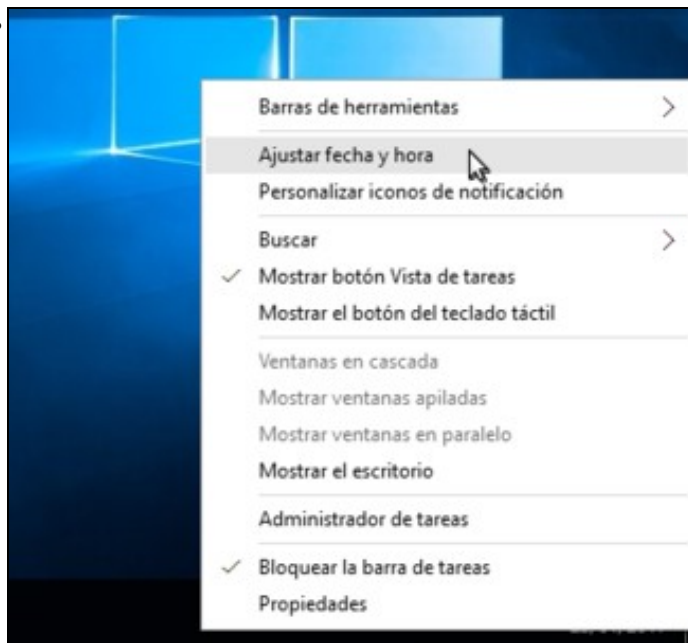 Barras de herramientas
Ajustar fecha y hora
Personalizar iconos de notificación
Buscar
Mostrar botón Vista de tareas
Mostrar el botón del teclado táctil
Ventanas en cascada
Mostrar ventanas apiladas
Mostrar ventanas en paralelo
Mostrar el escritorio
Administrador de tareas
Bloquear la barra de tareas
Propiedades